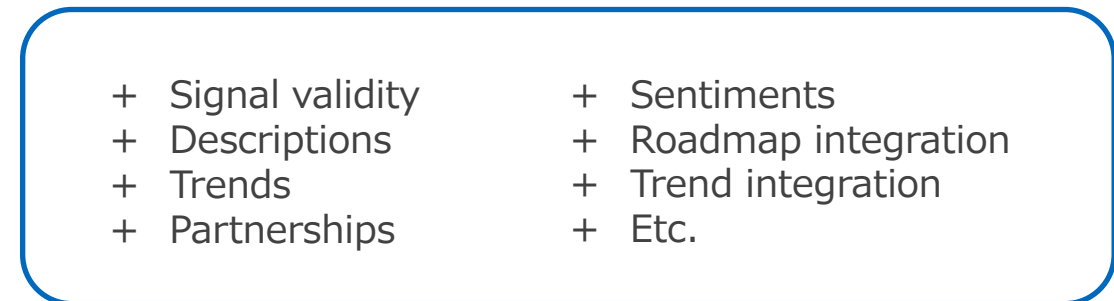 + Signal validity
+ Descriptions
+ Trends
+ Partnerships
+ Sentiments
+ Roadmap integration
+ Trend integration
+ Etc.